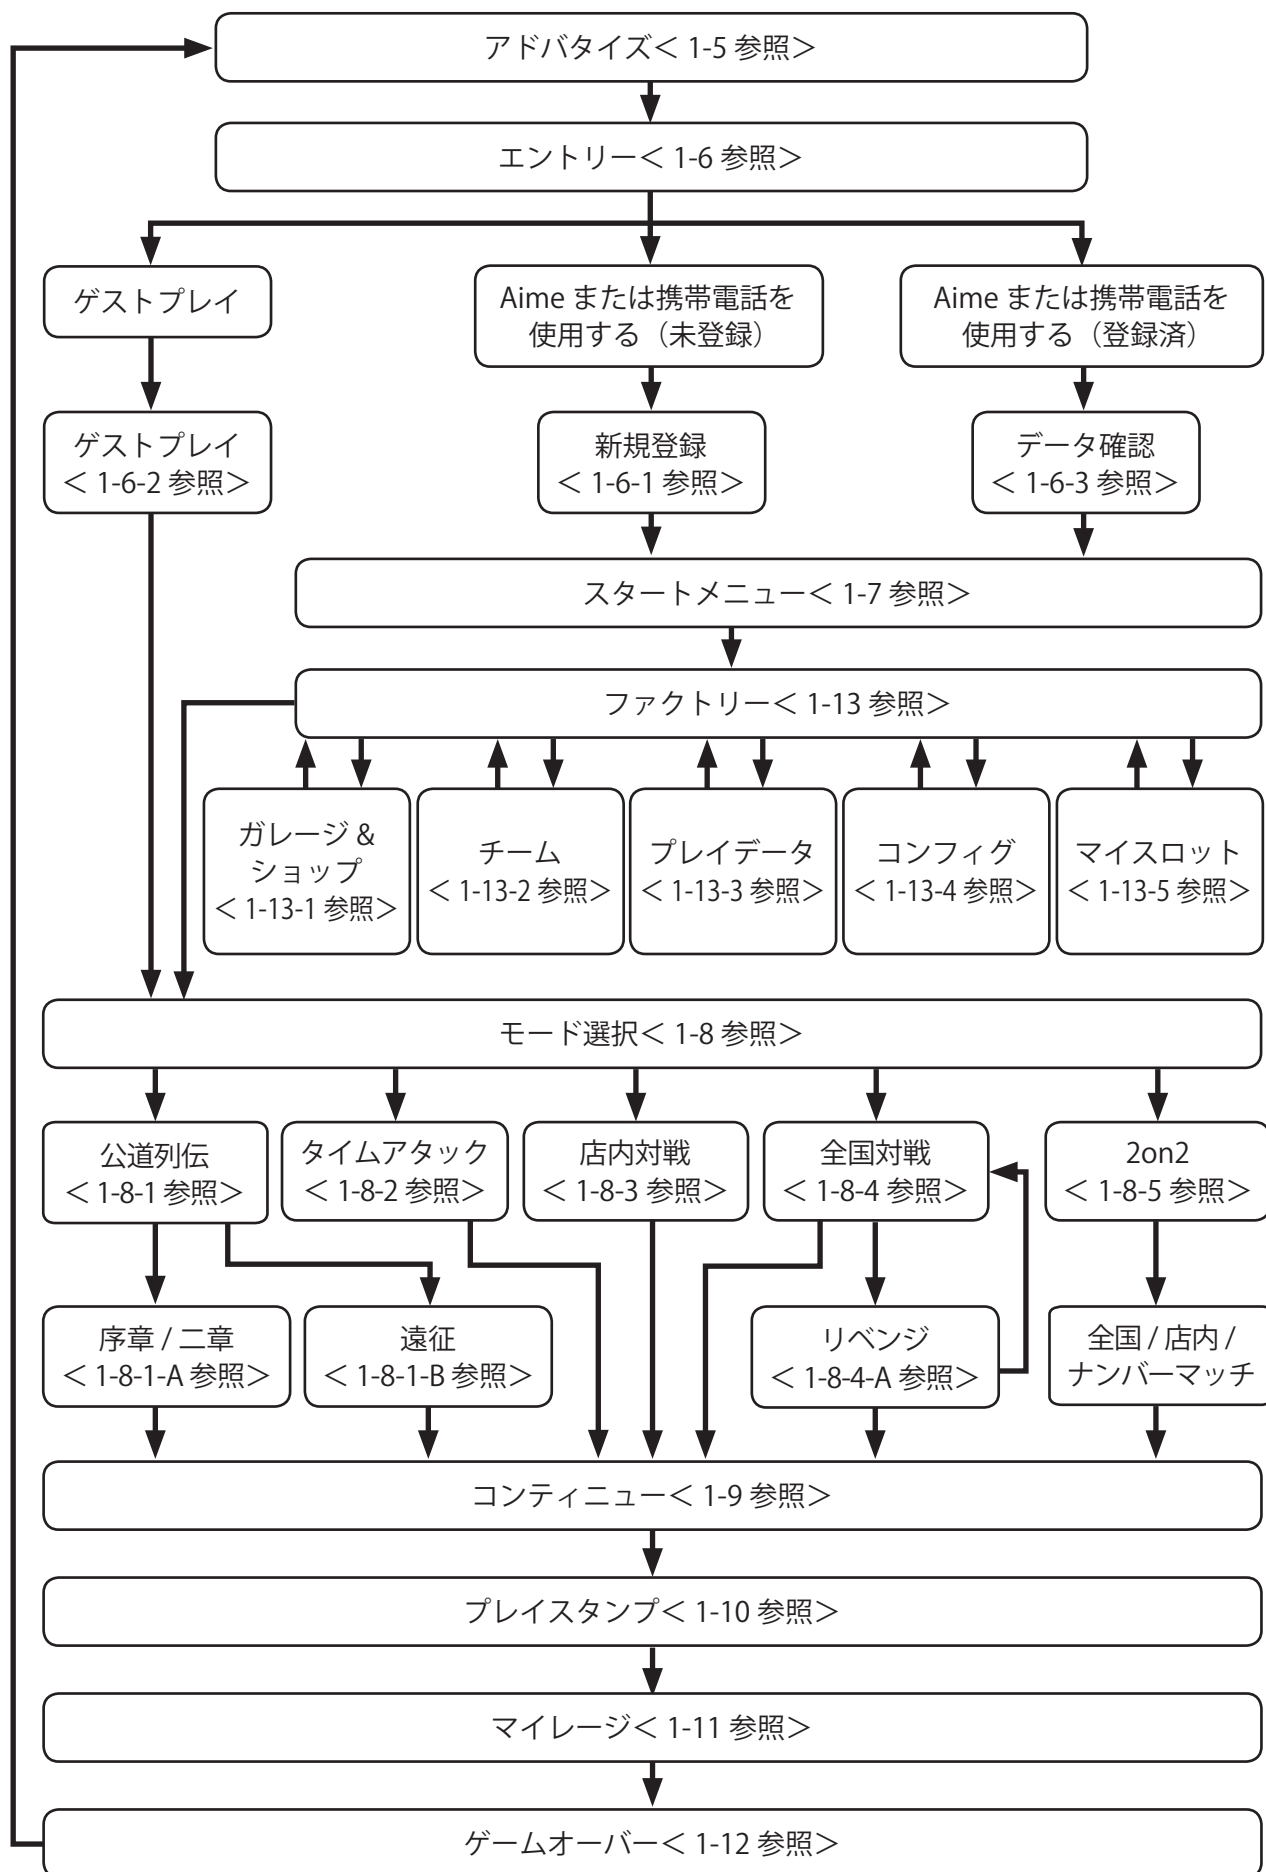 アドバタイズ＜ 1-5 参照＞
エントリー＜ 1-6 参照＞
ゲストプレイ
Aime または携帯電話を
使用する（未登録）
Aime または携帯電話を
使用する（登録済）
ゲストプレイ
＜ 1-6-2 参照＞
新規登録
＜ 1-6-1 参照＞
データ確認
＜ 1-6-3 参照＞
スタートメニュー＜ 1-7 参照＞
ファクトリー＜ 1-13 参照＞
ガレージ &
ショップ
＜ 1-13-1 参照＞
チーム
＜ 1-13-2 参照＞
プレイデータ
＜ 1-13-3 参照＞
コンフィグ
＜ 1-13-4 参照＞
マイスロット
＜ 1-13-5 参照＞
モード選択＜ 1-8 参照＞
公道列伝
＜ 1-8-1 参照＞
タイムアタック
＜ 1-8-2 参照＞
店内対戦
＜ 1-8-3 参照＞
全国対戦
＜ 1-8-4 参照＞
2on2
＜ 1-8-5 参照＞
序章 / 二章
＜ 1-8-1-A 参照＞
遠征
＜ 1-8-1-B 参照＞
リベンジ
＜ 1-8-4-A 参照＞
全国 / 店内 /
ナンバーマッチ
コンティニュー＜ 1-9 参照＞
プレイスタンプ＜ 1-10 参照＞
マイレージ＜ 1-11 参照＞
ゲームオーバー＜ 1-12 参照＞